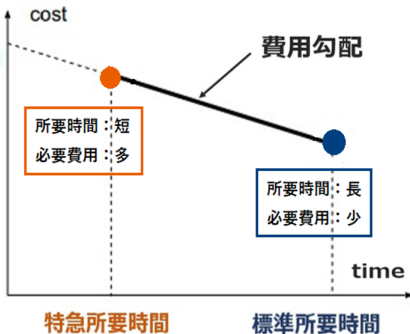 cost
費用勾配
所要時間：短
必要費用：多
所要時間：長
必要費用：少
time
特急所要時間
標準所要時間